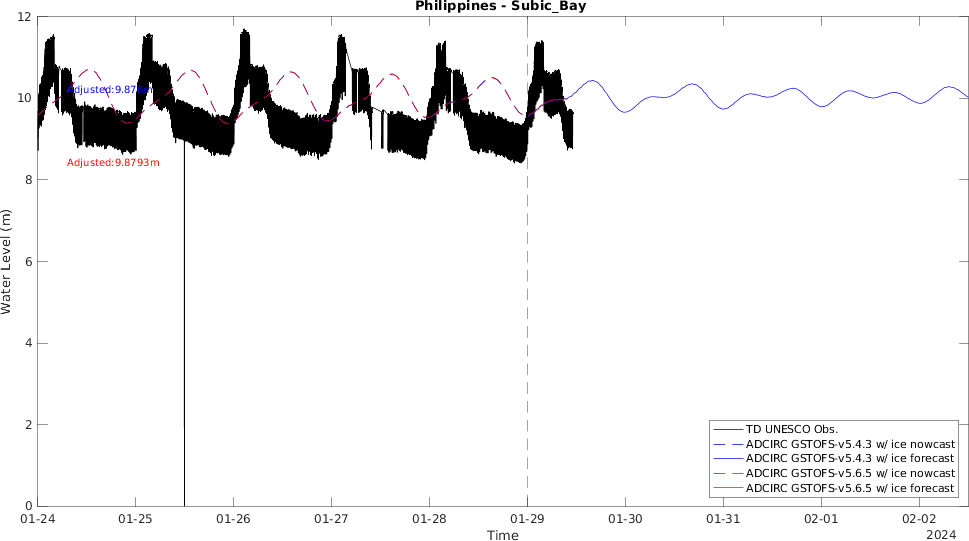 Philippines - Subic_Bay
Water Level (m)
12
10
8
6
4
2
0
Adjusted:9.8793m
01-24
01-25
01-26
01-27
01-28
01-29
01-30
01-31
02-01
02-02
Time
2024
TD UNESCO Obs.
ADCIRC GSTOFS-v5.4.3 w/ ice nowcast
ADCIRC GSTOFS-v5.4.3 w/ ice forecast
ADCIRC GSTOFS-v5.6.5 w/ ice nowcast
ADCIRC GSTOFS-v5.6.5 w/ ice forecast